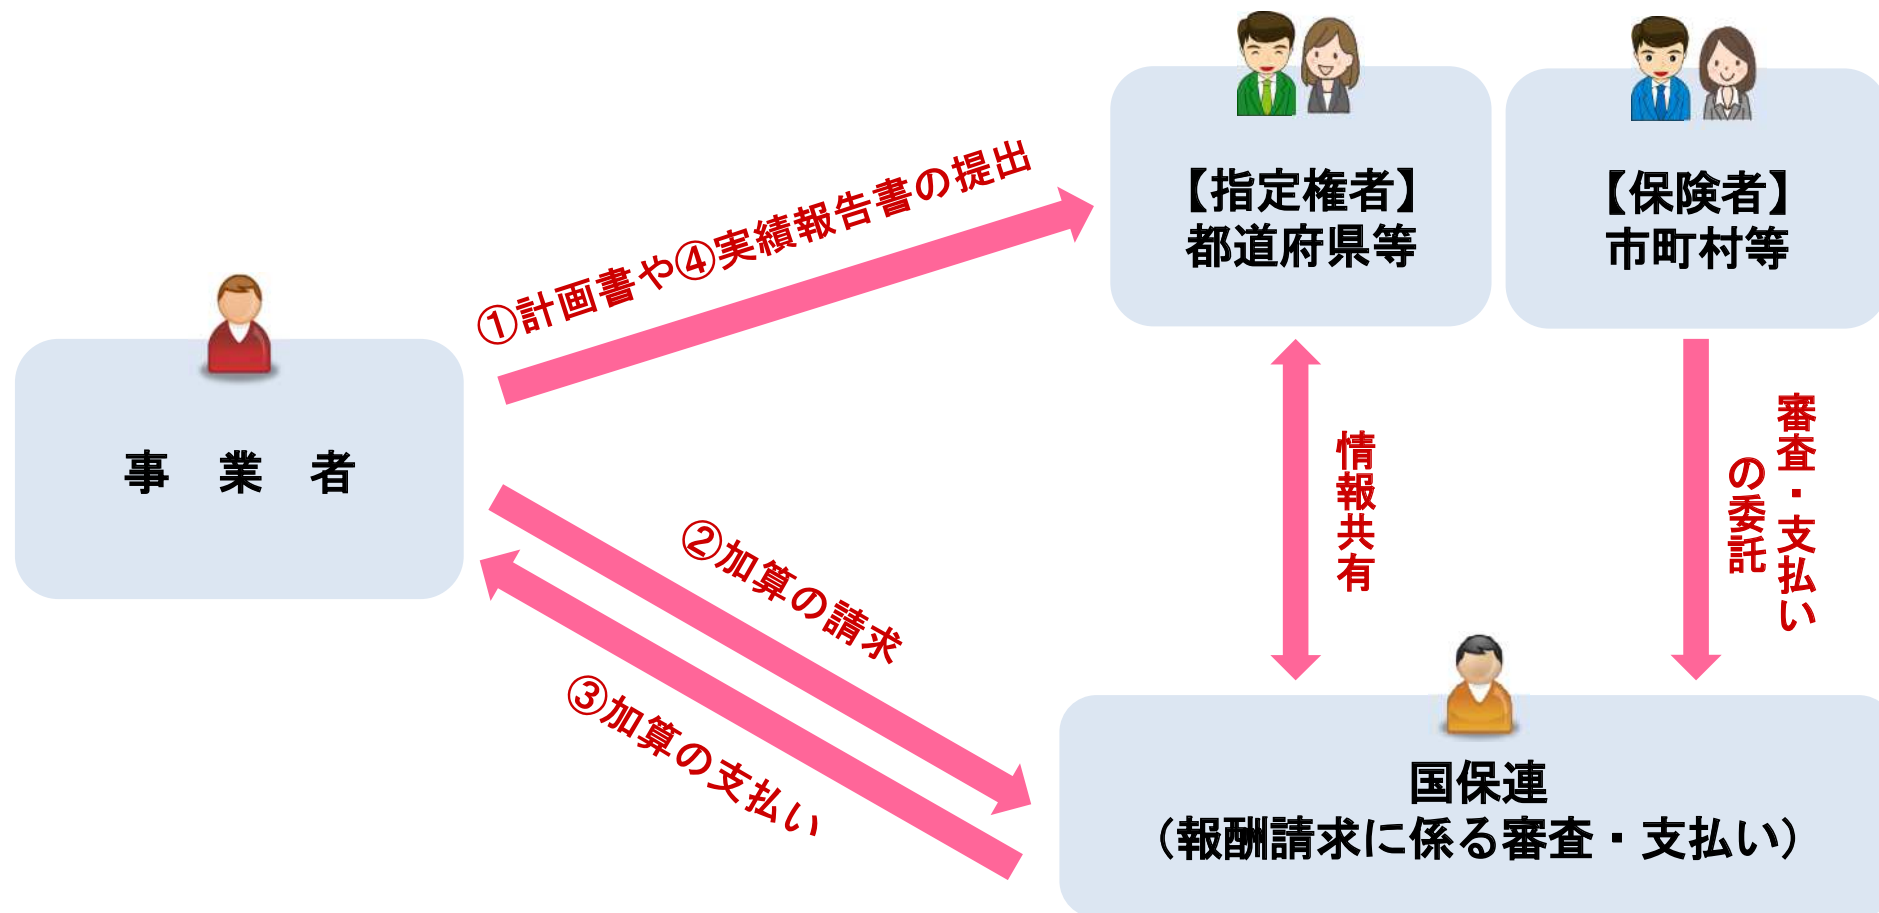 ①計画書や④実績報告書の提出
【指定権者】
都道府県等
【保険者】
市町村等
事　業　者
情報共有
審査・支払い
の委託
②加算の請求
③加算の支払い
国保連
（報酬請求に係る審査・支払い）